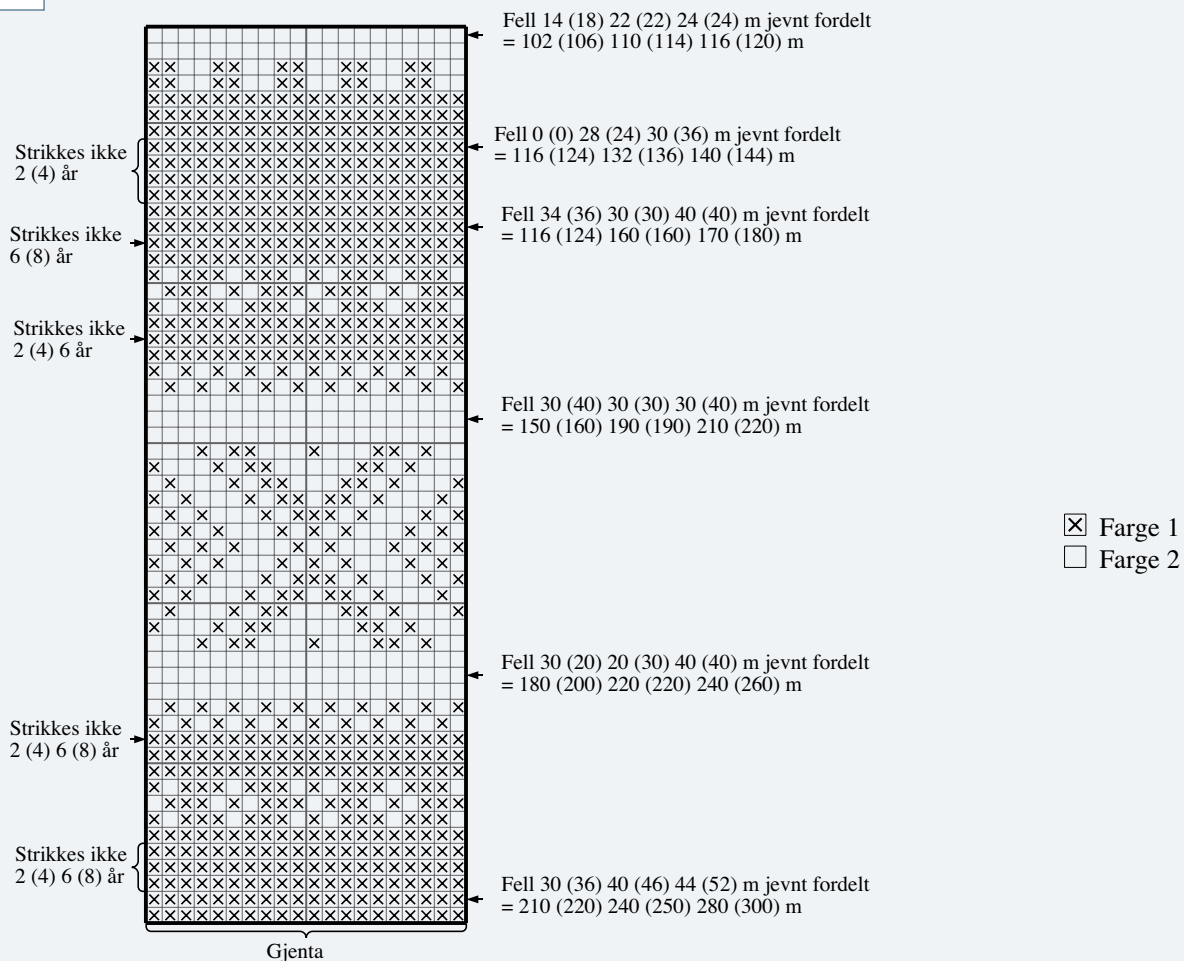 Fell 14 (18) 22 (22) 24 (24) m jevnt fordelt
= 102 (106) 110 (114) 116 (120) m
Fell 0 (0) 28 (24) 30 (36) m jevnt fordelt
= 116 (124) 132 (136) 140 (144) m
Strikkes ikke
2 (4) år
Fell 34 (36) 30 (30) 40 (40) m jevnt fordelt
= 116 (124) 160 (160) 170 (180) m
Strikkes ikke
6 (8) år
Strikkes ikke
2 (4) 6 år
Fell 30 (40) 30 (30) 30 (40) m jevnt fordelt
= 150 (160) 190 (190) 210 (220) m
Farge 1
Farge 2
Fell 30 (20) 20 (30) 40 (40) m jevnt fordelt
= 180 (200) 220 (220) 240 (260) m
Strikkes ikke
2 (4) 6 (8) år
Strikkes ikke
2 (4) 6 (8) år
Fell 30 (36) 40 (46) 44 (52) m jevnt fordelt
= 210 (220) 240 (250) 280 (300) m
Gjenta